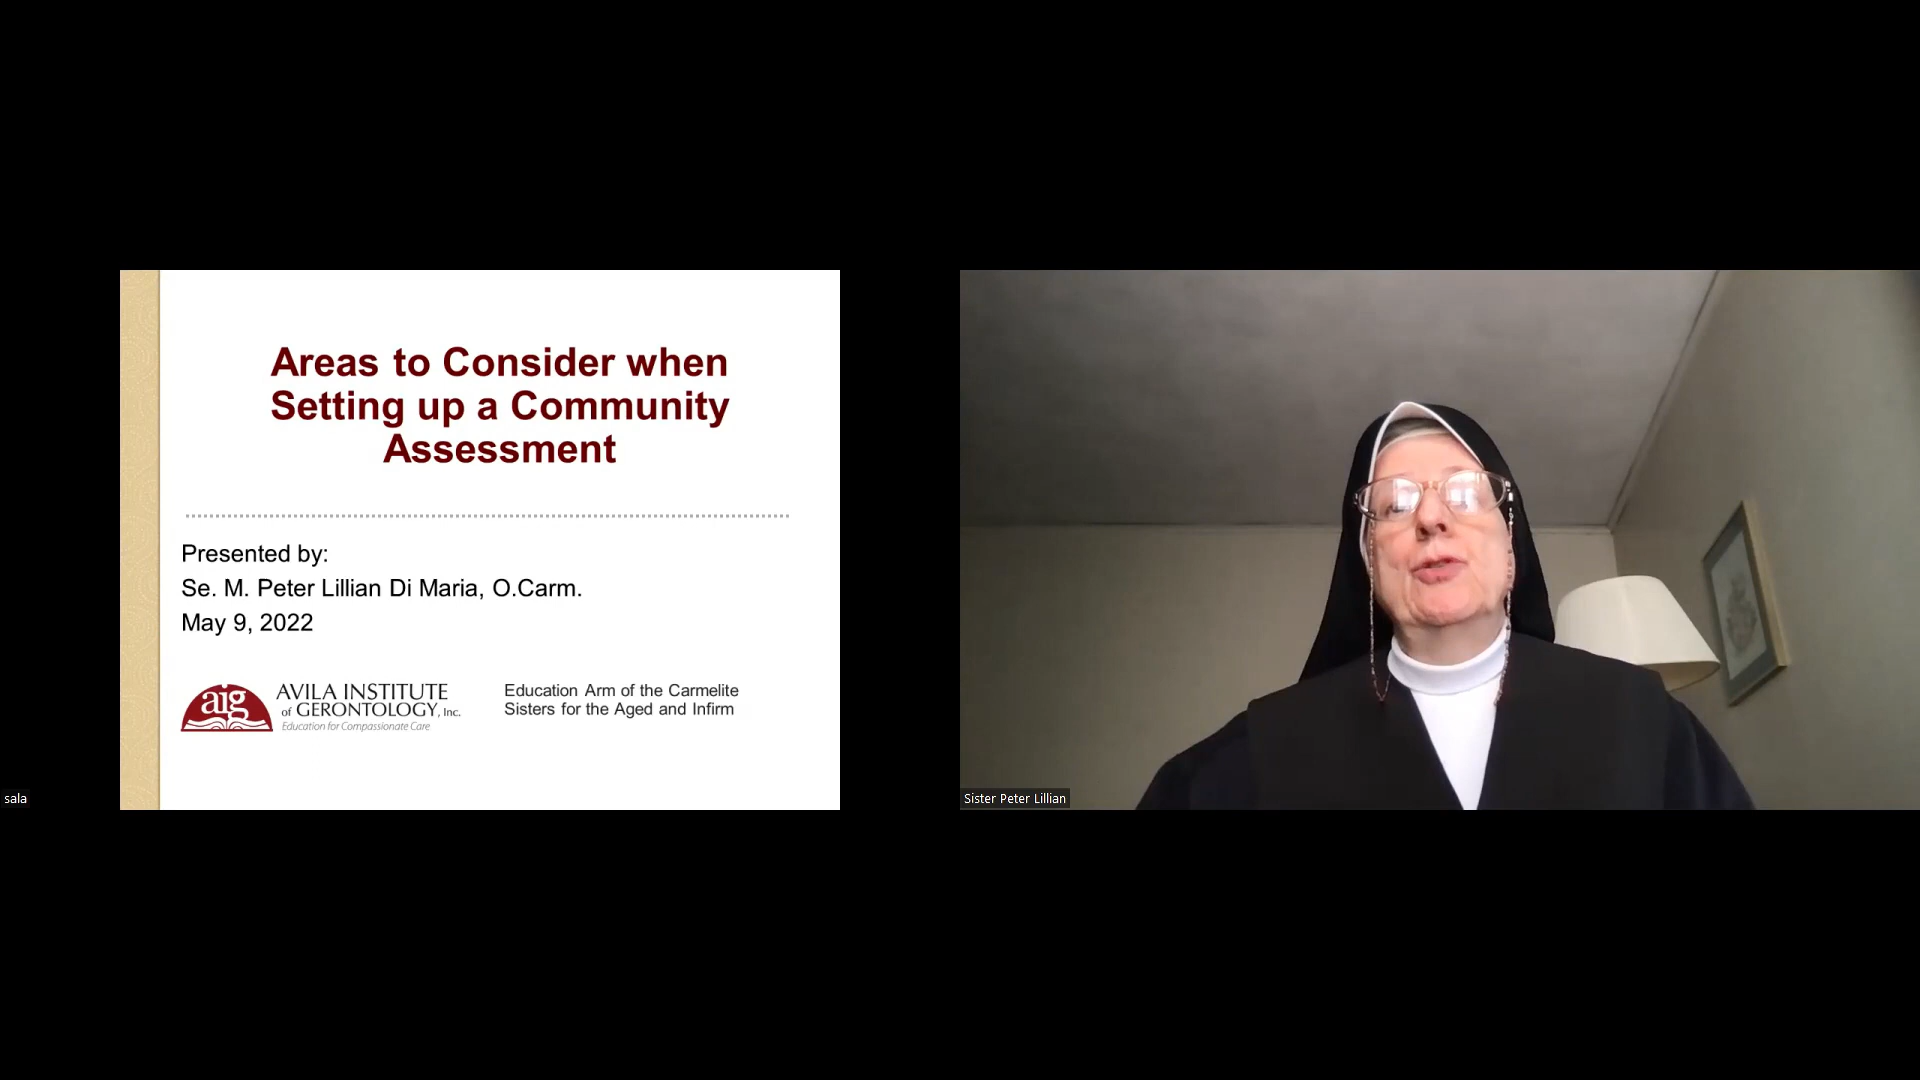 Areas to Consider when
Setting up a Community
Assessment
Presented by:
Se. M. Peter Lillian Di Maria, O.Carm.
May 9, 2022
aig
AVILA INSTITUTE
of GERONTOLOGY, Inc.
Education for Compassionate Care
Education Arm of the Carmelite
Sisters for the Aged and Infirm
sala
Sister Peter Lillian